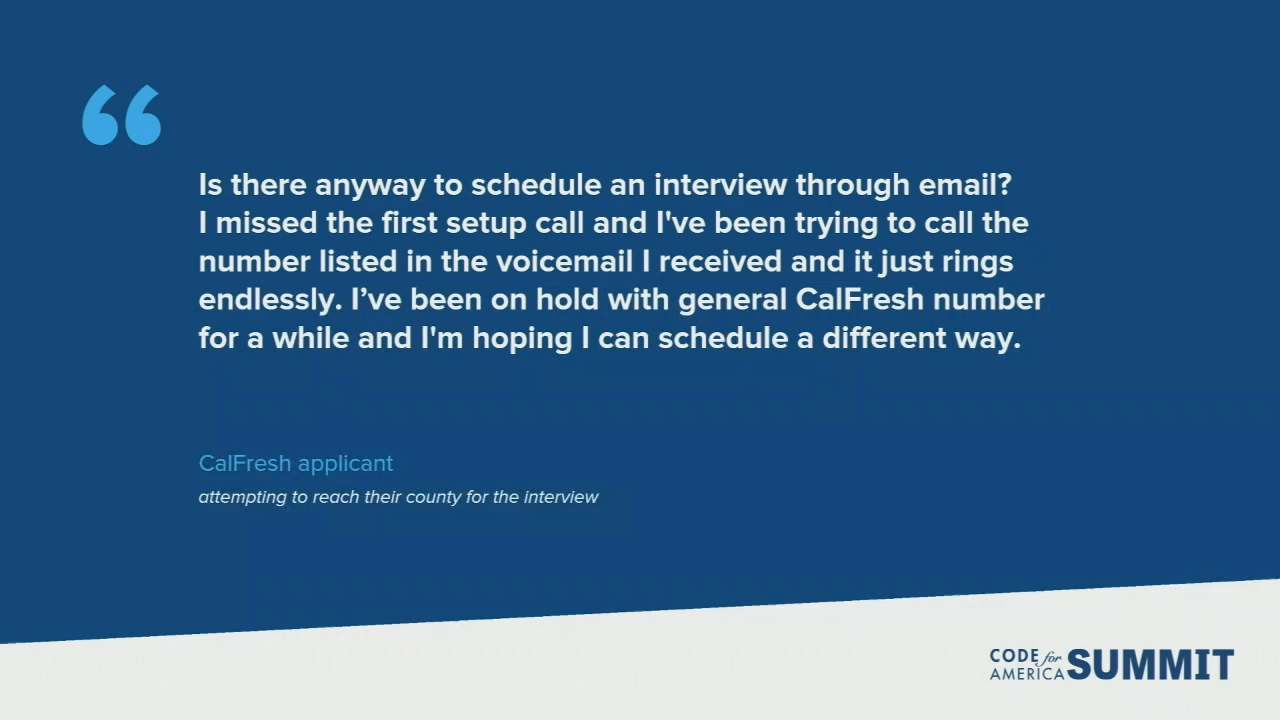 “
Is there anyway to schedule an interview through email?
I missed the first setup call and I've been trying to call the
number listed in the voicemail I received and it just rings
endlessly. I’ve been on hold with general CalFresh number
for a while and I'm hoping I can schedule a different way.
CalFresh applicant
attempting to reach their county for the interview
CODE for AMERICA SUMMIT